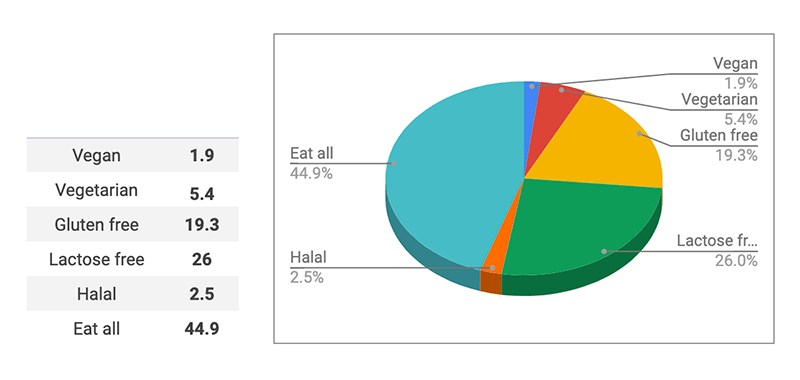 Vegan 1.9
Vegetarian 5.4
Gluten free 19.3
Lactose free 26
Halal 2.5
Eat all 44.9
Vegan
1.9%
Vegetarian
5.4%
Gluten free
19.3%
Lactose fr...
26.0%
Halal
2.5%
Eat all
44.9%